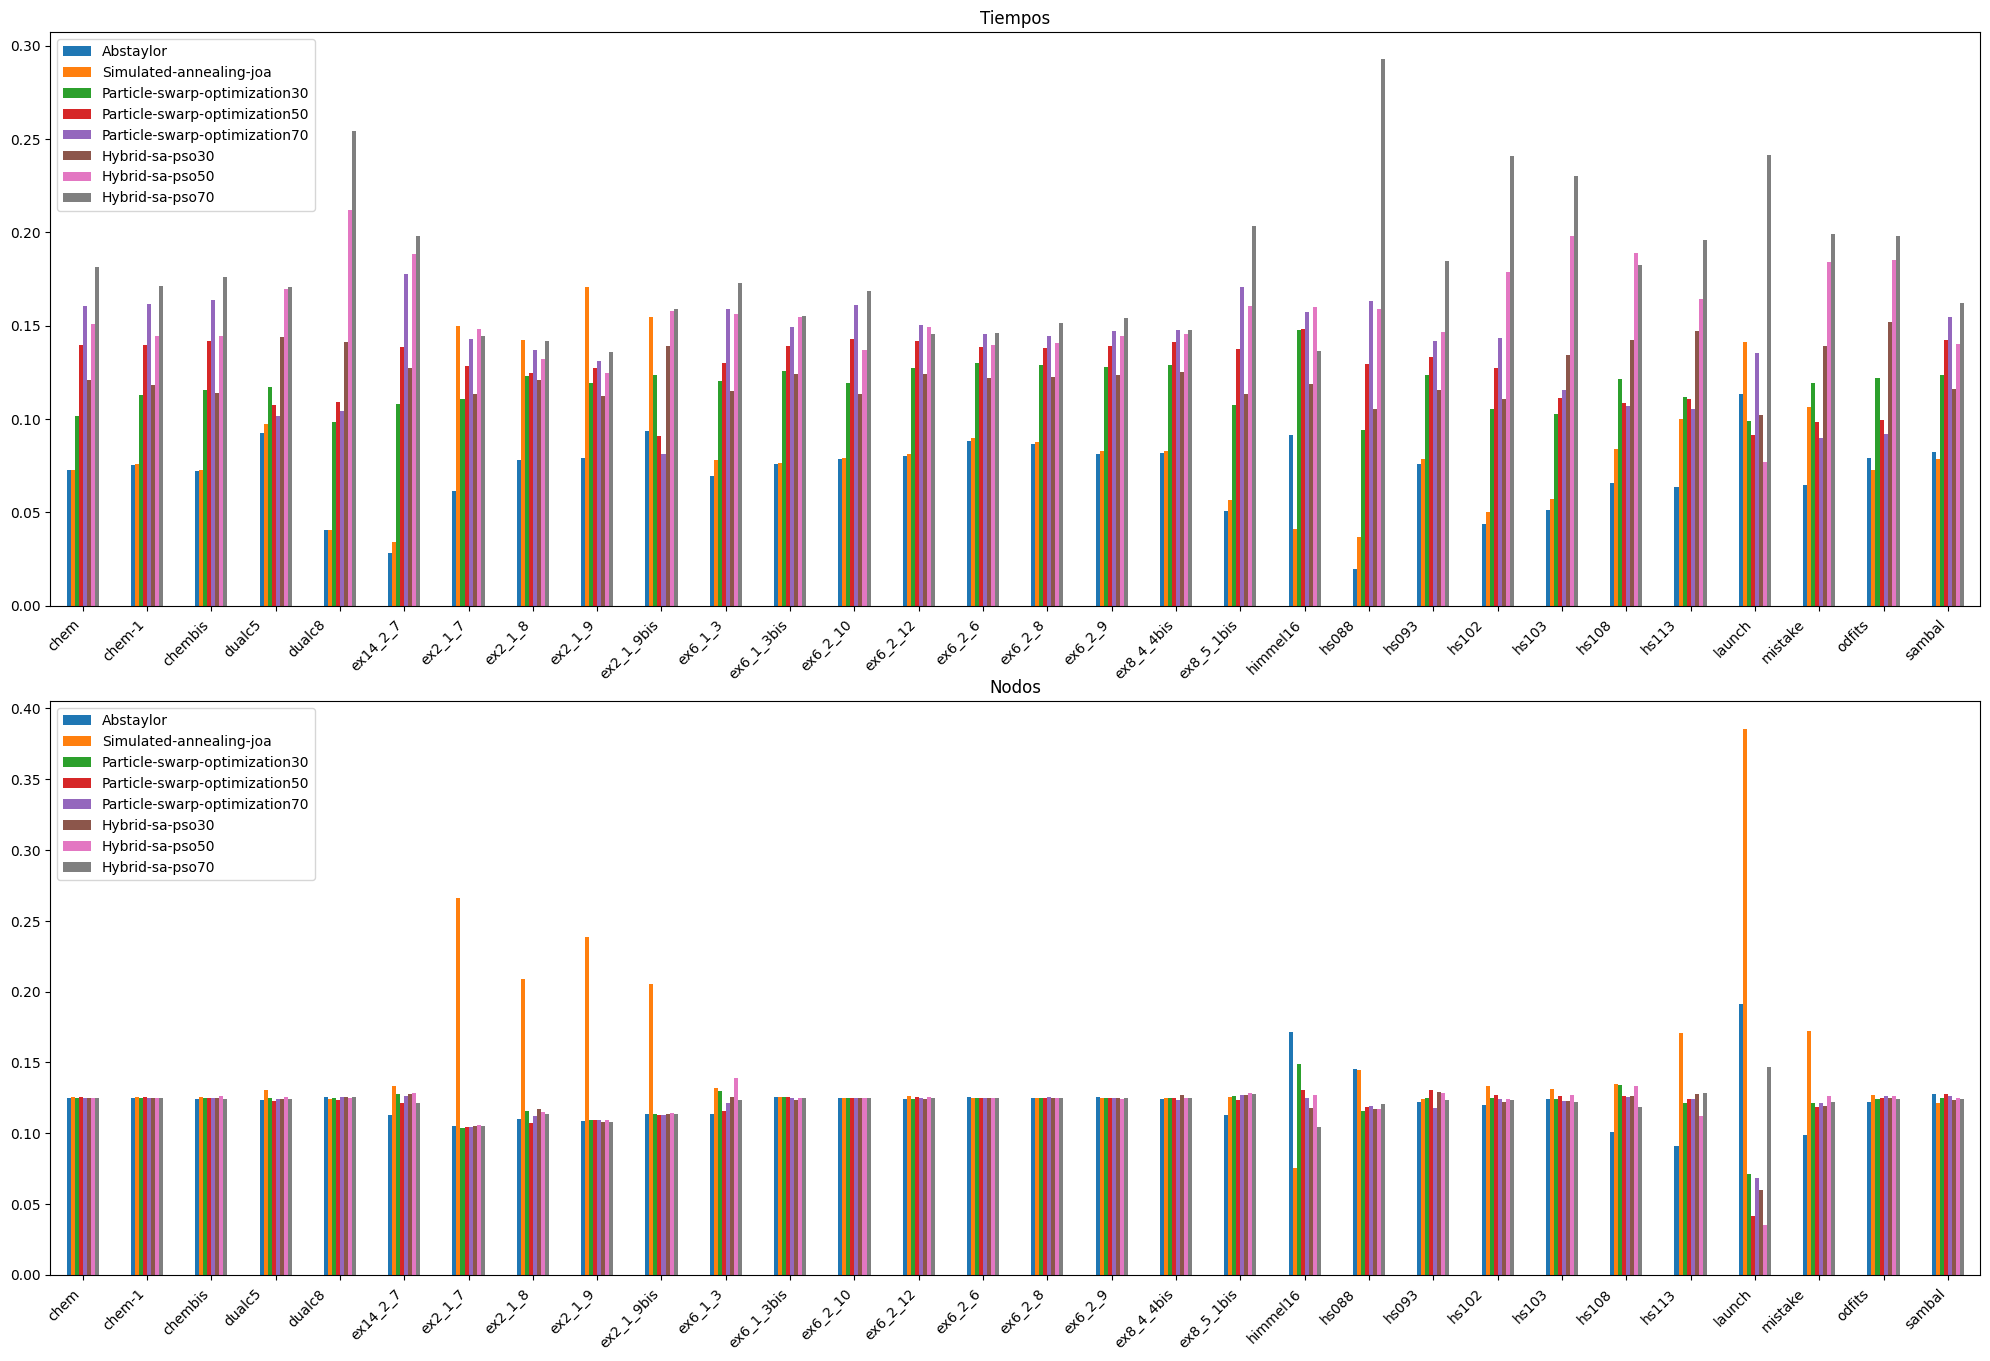 Tiempos
0.30
0.25
0.20
0.15
0.10
0.05
0.00
Abstaylor
Simulated-annealing-joa
Particle-swarp-optimization30
Particle-swarp-optimization50
Particle-swarp-optimization70
Hybrid-sa-pso30
Hybrid-sa-pso50
Hybrid-sa-pso70
chem
chem-1
chembis
dualc5
dualc8
ex14_2_7
ex2_1_7
ex2_1_8
ex2_1_9
ex2_1_9bis
ex6_1_3
ex6_1_3bis
ex6_2_10
ex6_2_12
ex6_2_6
ex6_2_8
ex6_2_9
ex8_4_4bis
ex8_5_1bis
himmel16
hs088
hs093
hs102
hs103
hs108
hs113
launch
mistake
odfits
sambal
Nodos
0.40
0.35
0.30
0.25
0.20
0.15
0.10
0.05
0.00
Abstaylor
Simulated-annealing-joa
Particle-swarp-optimization30
Particle-swarp-optimization50
Particle-swarp-optimization70
Hybrid-sa-pso30
Hybrid-sa-pso50
Hybrid-sa-pso70
chem
chem-1
chembis
dualc5
dualc8
ex14_2_7
ex2_1_7
ex2_1_8
ex2_1_9
ex2_1_9bis
ex6_1_3
ex6_1_3bis
ex6_2_10
ex6_2_12
ex6_2_6
ex6_2_8
ex6_2_9
ex8_4_4bis
ex8_5_1bis
himmel16
hs088
hs093
hs102
hs103
hs108
hs113
launch
mistake
odfits
sambal